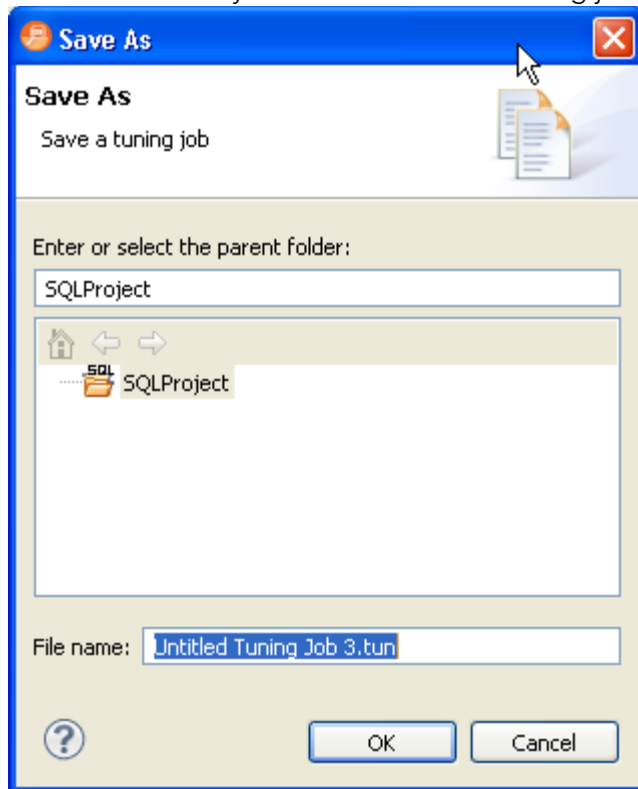 Save As
Save As
Save a tuning job
Enter or select the parent folder:
SQLProject
SQL
SQLProject
File name: Untitled Tuning Job 3.tun
?
OK Cancel